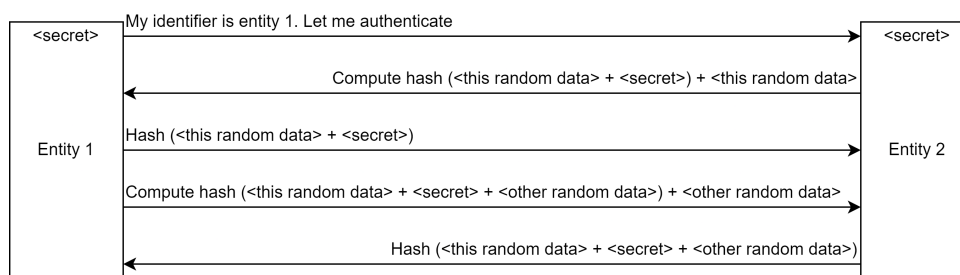 My identifier is entity 1. Let me authenticate
<secret>
<secret>
Compute hash (<this random data> + <secret>) + <this random data>
Hash (<this random data> + <secret>)
Entity 1
Entity 2
Compute hash (<this random data> + <secret> + <other random data>) + <other random data>
Hash (<this random data> + <secret> + <other random data>)